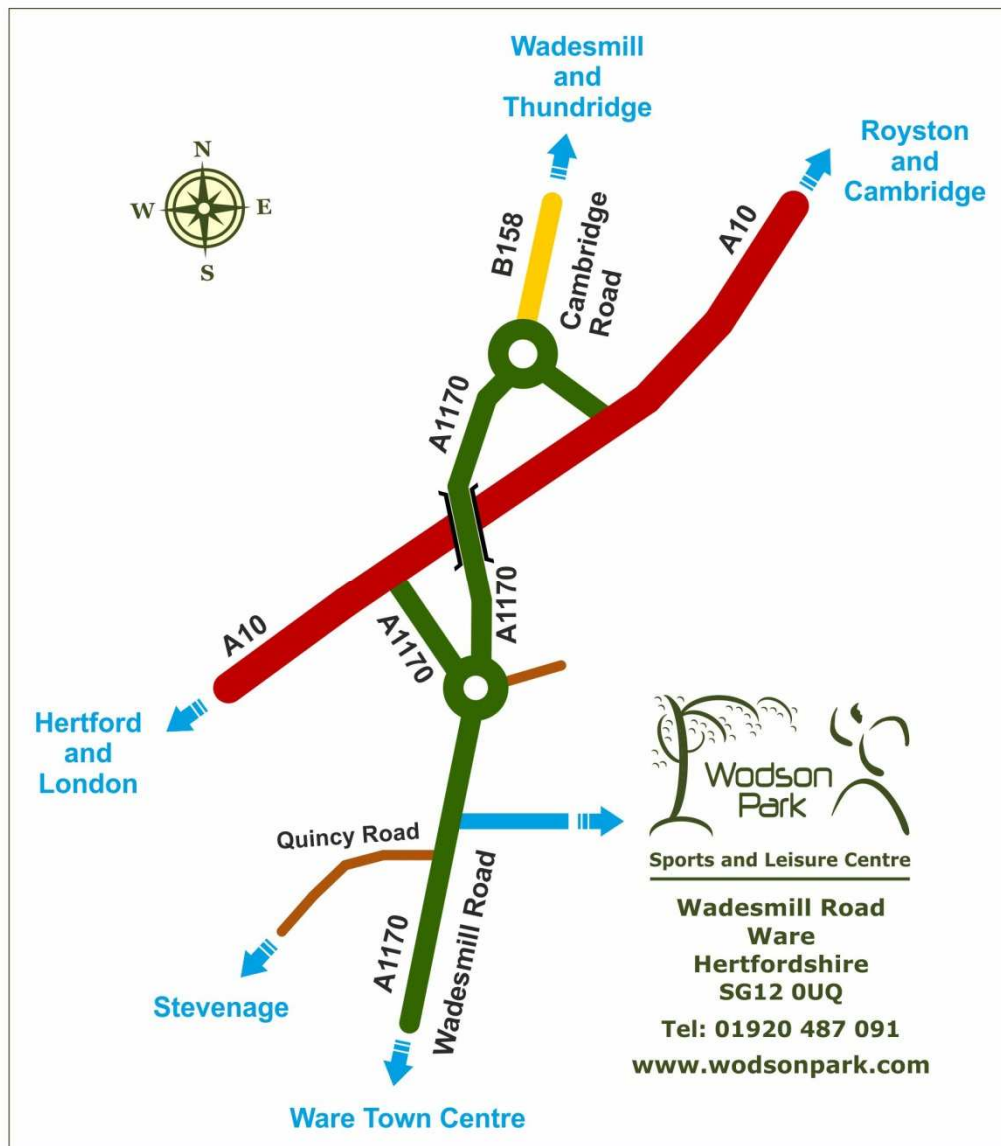 Wadesmill
and
Thundridge
Royston
and
Cambridge
N
W
E
S
A10
B158
Cambridge
Road
A1170
A1170
A1170
A10
Hertford
and
London
Wodson
Park
Quincy Road
Sports and Leisure Centre
Wadesmill Road
A1170
Stevenage
Ware Town Centre
Wadesmill Road
Ware
Hertfordshire
SG12 0UQ
Tel: 01920 487 091
www.wodsonpark.com